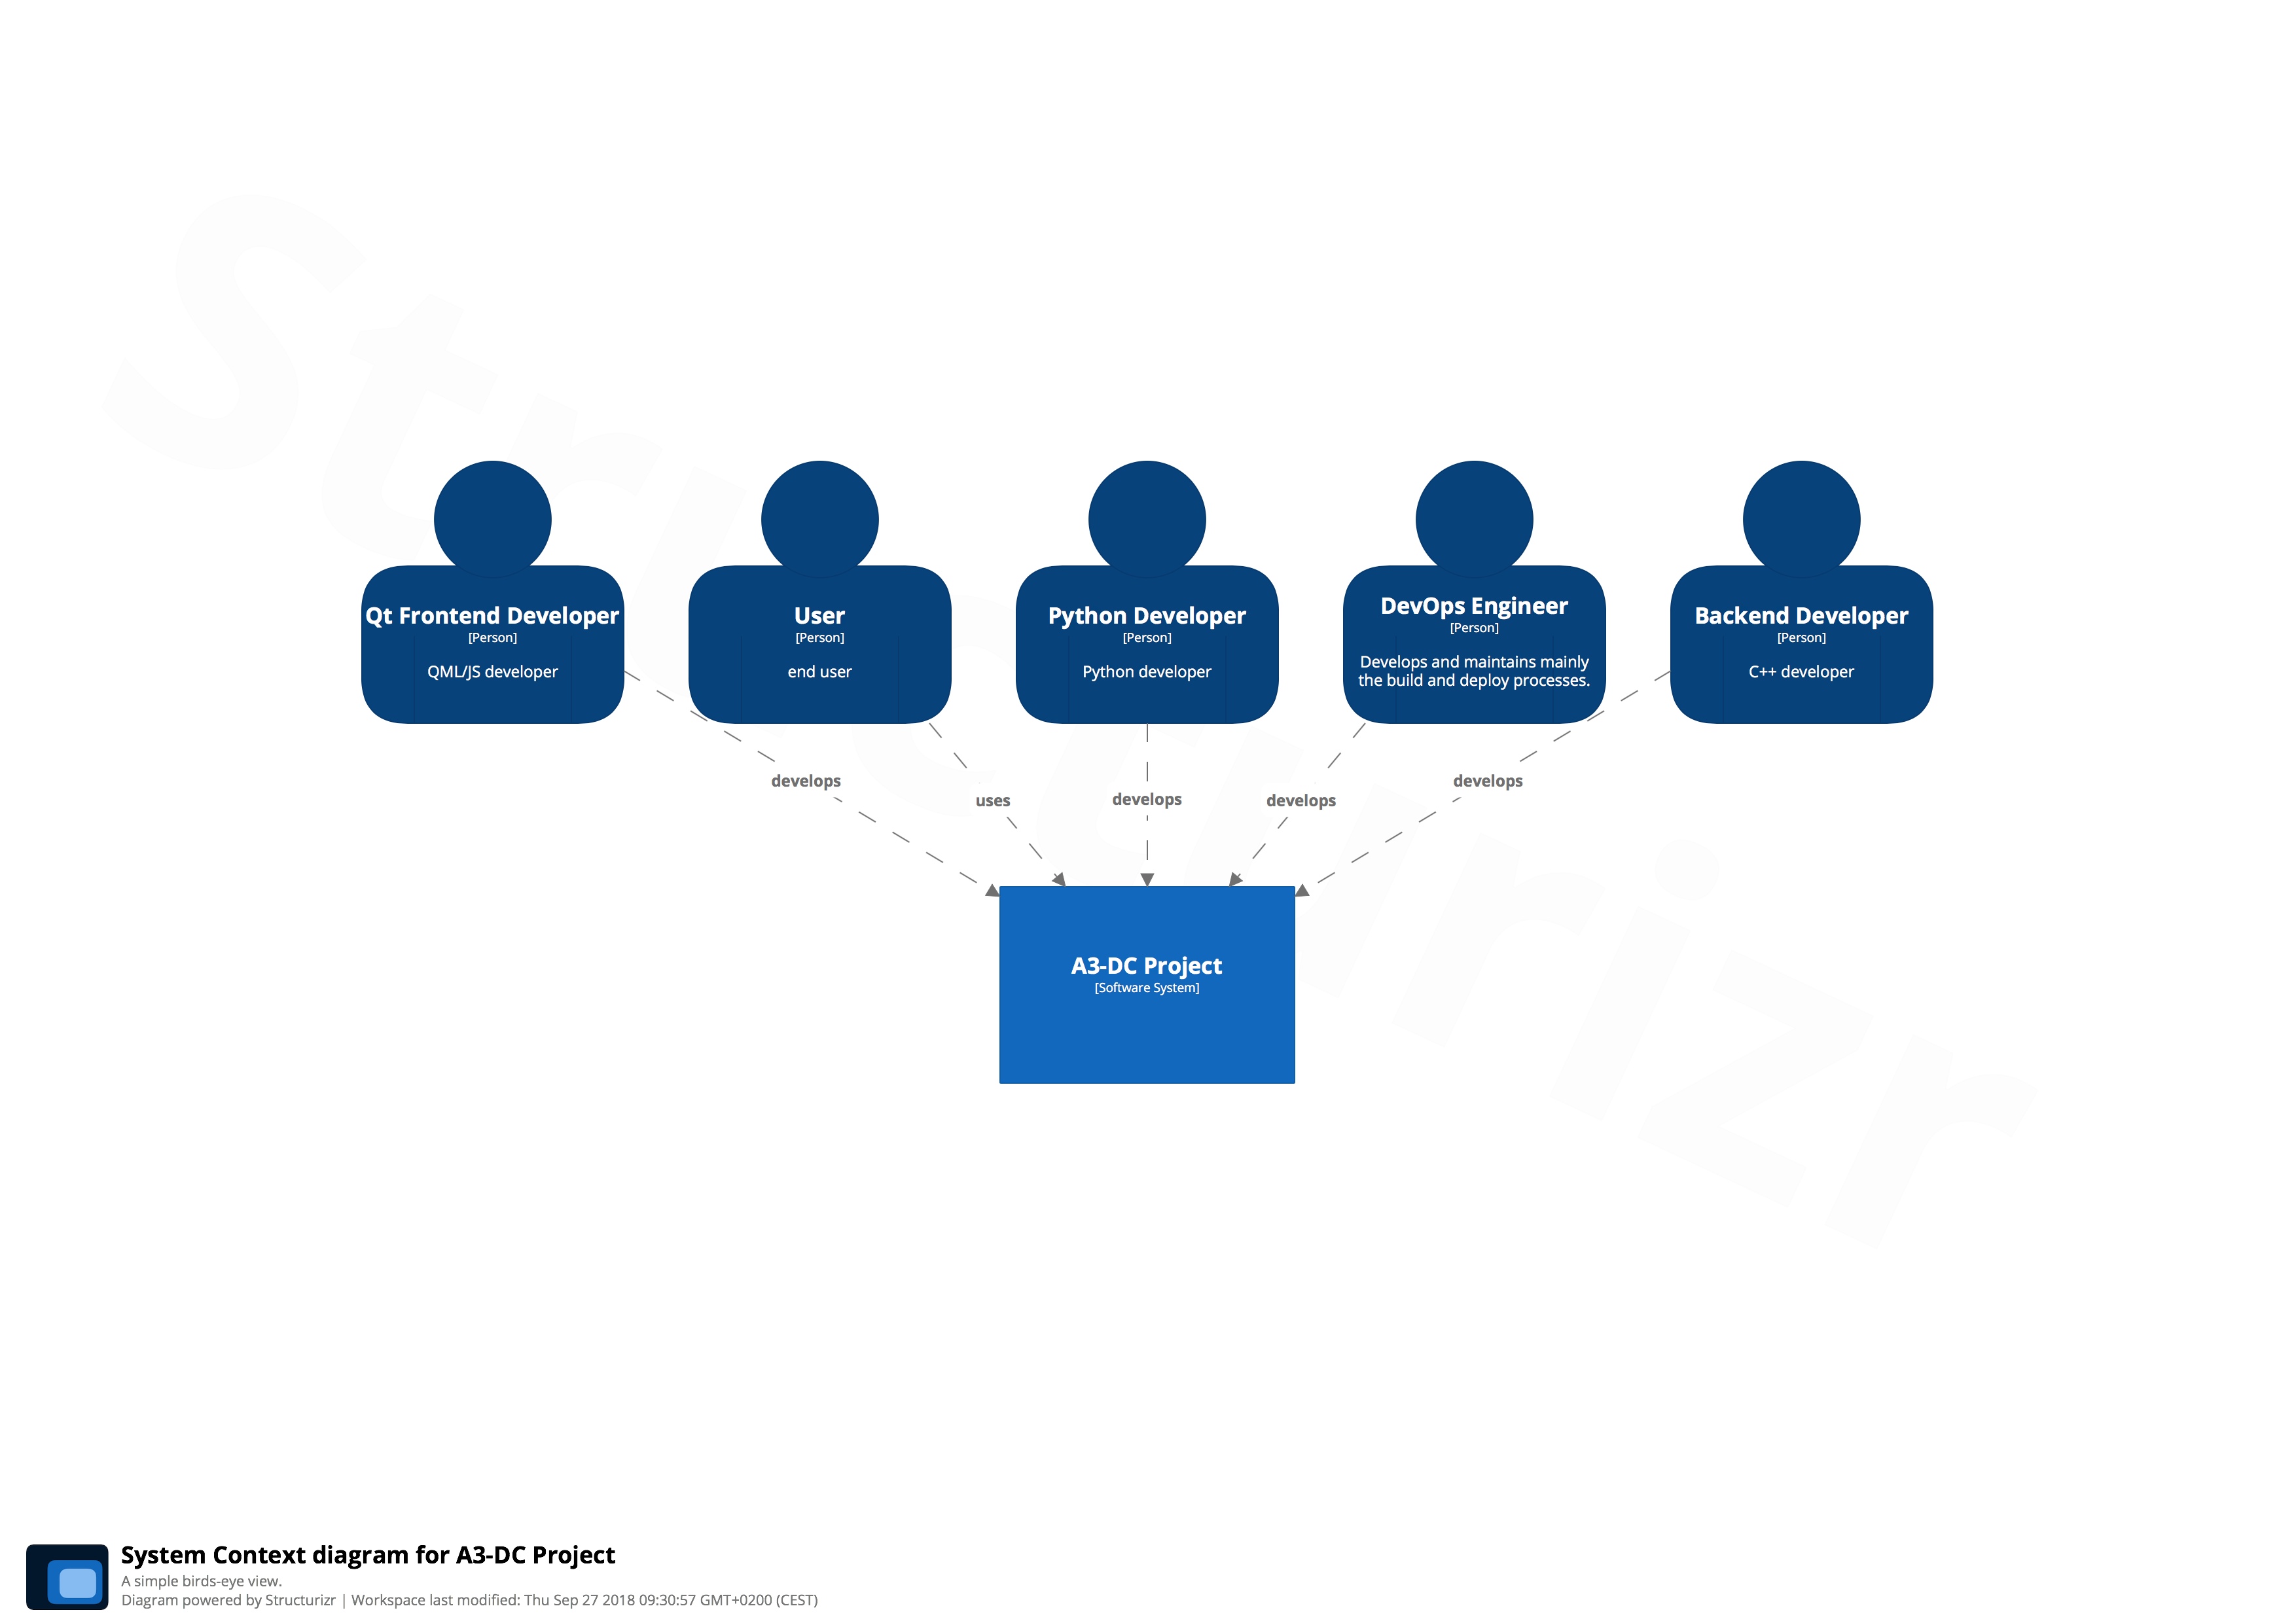 Structurizr
Qt Frontend Developer
[Person]
QML/JS developer
User
[Person]
end user
Python Developer
[Person]
Python developer
DevOps Engineer
[Person]
Develops and maintains mainly
the build and deploy processes.
Backend Developer
[Person]
C++ developer
develops
uses
develops
develops
develops
A3-DC Project
[Software System]
System Context diagram for A3-DC Project
A simple birds-eye view.
Diagram powered by Structurizr | Workspace last modified: Thu Sep 27 2018 09:30:57 GMT+0200 (CEST)